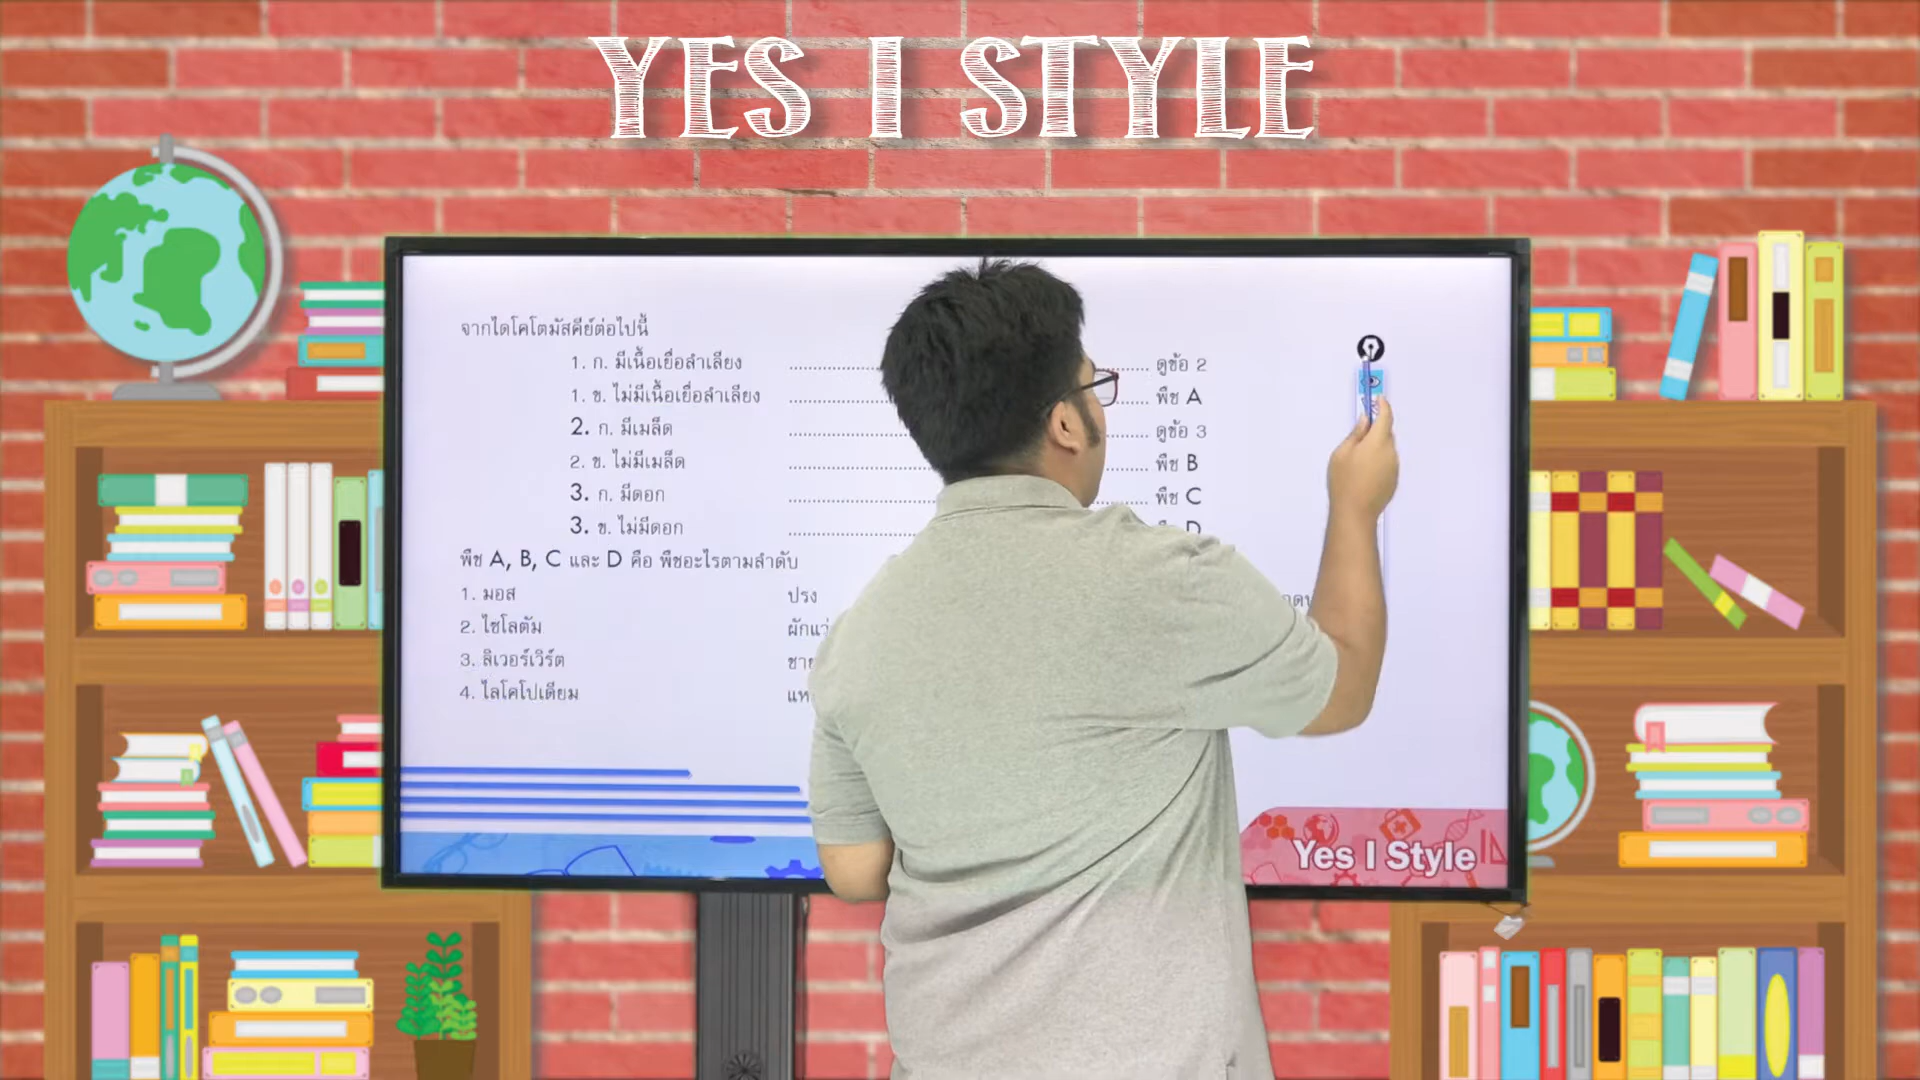 YES I STYLE
จากไดโคโตมัสคีย์ต่อไปนี้
1. ก. มีเนื้อเยื่อลำเลียง ดูข้อ 2
1. ข. ไม่มีเนื้อเยื่อลำเลียง พืช A
2. ก. มีเมล็ด ดูข้อ 3
2. ข. ไม่มีเมล็ด พืช B
3. ก. มีดอก พืช C
3. ข. ไม่มีดอก D
พืช A, B, C และ D คือ พืชอะไรตามลำดับ
1. มอส ปรง
2. ไซโลตัม
3. ลิเวอร์เวิร์ต
4. ไลโคโปเดียม
Yes I Style